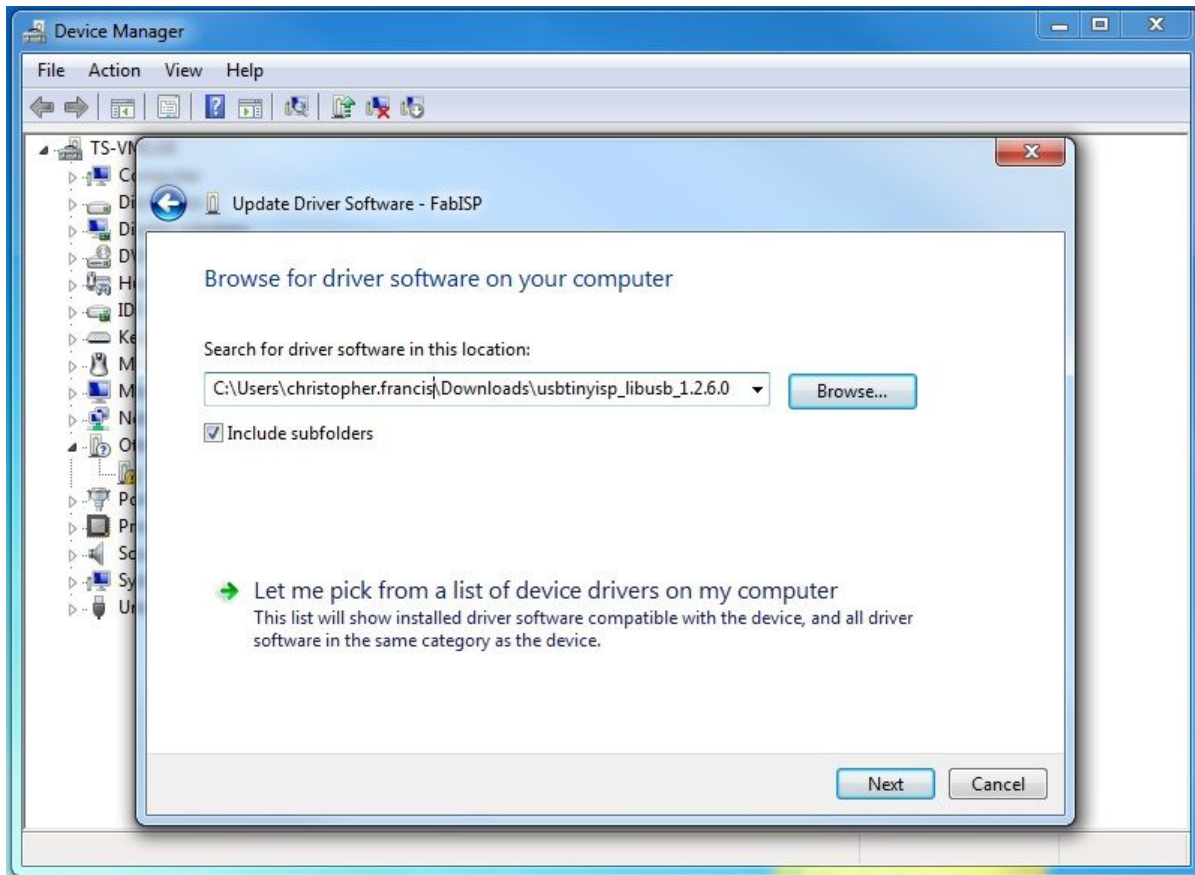 Device Manager
File Action View Help
Update Driver Software - FabISP
Browse for driver software on your computer
Search for driver software in this location:
C:\Users\christopher.francis\Downloads\usbtinyisp_libusb_1.2.6.0
Browse...
Include subfolders
Let me pick from a list of device drivers on my computer
This list will show installed driver software compatible with the device, and all driver
software in the same category as the device.
Next Cancel